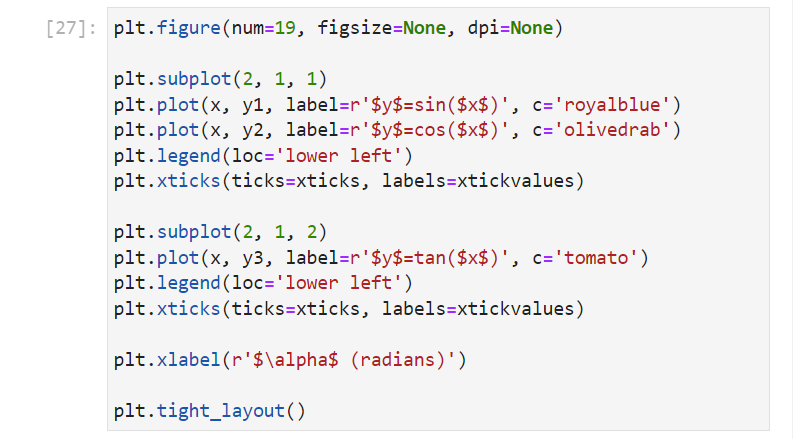 [27]: plt.figure(num=19, figsize=None, dpi=None)
plt.subplot(2, 1, 1)
plt.plot(x, y1, label=r'$y$=sin($x$)', c='royalblue')
plt.plot(x, y2, label=r'$y$=cos($x$)', c='olivedrab')
plt.legend(loc='lower left')
plt.xticks(ticks=xticks, labels=xtickvalues)
plt.subplot(2, 1, 2)
plt.plot(x, y3, label=r'$y$=tan($x$)', c='tomato')
plt.legend(loc='lower left')
plt.xticks(ticks=xticks, labels=xtickvalues)
plt.xlabel(r'$\alpha$ (radians)')
plt.tight_layout()